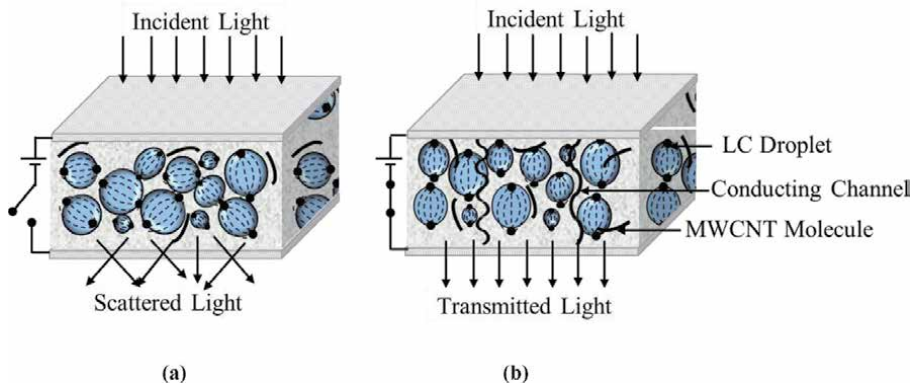 Incident Light
Incident Light
LC Droplet
Conducting Channel
MWCNT Molecule
Scattered Light
Transmitted Light
(a)
(b)